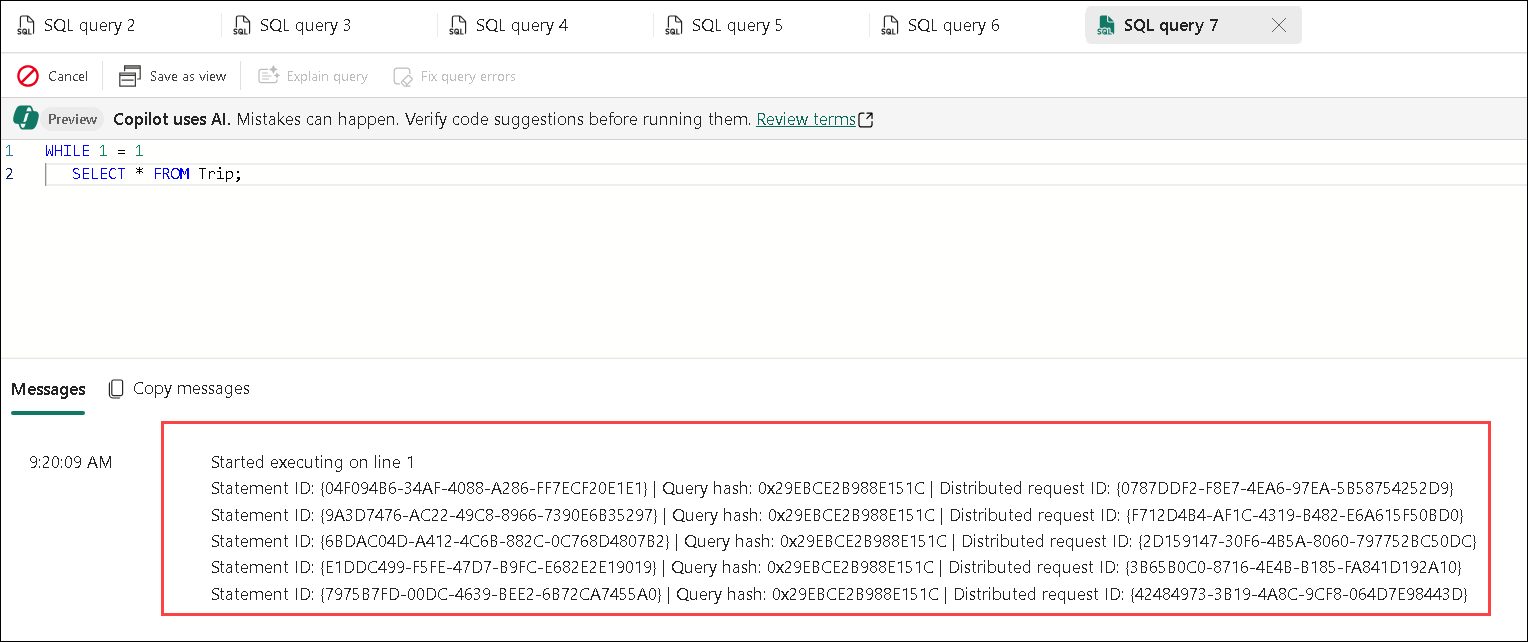 SQL query 2 SQL query 3 SQL query 4 SQL query 5 SQL query 6 SQL query 7
Cancel Save as view Explain query Fix query errors
Preview Copilot uses AI. Mistakes can happen. Verify code suggestions before running them. Review terms
1 WHILE 1 = 1
2 SELECT * FROM Trip;
Messages Copy messages
9:20:09 AM Started executing on line 1
Statement ID: {04F094B6-34AF-4088-A286-FF7ECF20E1E1} | Query hash: 0x29EBCE2B988E151C | Distributed request ID: {0787DDF2-F8E7-4EA6-97EA-5B58754252D9}
Statement ID: {9A3D7476-AC22-49C8-8966-7390E6B35297} | Query hash: 0x29EBCE2B988E151C | Distributed request ID: {F712D4B4-AF1C-4319-B482-E6A615F50BD0}
Statement ID: {6BDAC04D-A412-4C6B-882C-0C768D4807B2} | Query hash: 0x29EBCE2B988E151C | Distributed request ID: {2D159147-30F6-4B5A-8060-797752BC50DC}
Statement ID: {E1DDC499-F5FE-47D7-B9FC-E682E2E19019} | Query hash: 0x29EBCE2B988E151C | Distributed request ID: {3B65B0C0-8716-4E4B-B185-FA841D192A10}
Statement ID: {7975B7FD-00DC-4639-BEE2-6B72CA7455A0} | Query hash: 0x29EBCE2B988E151C | Distributed request ID: {42484973-3B19-4A8C-9CF8-064D7E98443D}